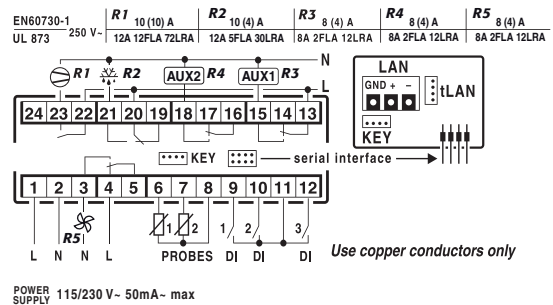 EN60730-1
UL 873
250 V~
R1 10 (10) A
12A 12FLA 72LRA
R2 10 (4) A
12A 5FLA 30LRA
R3 8 (4) A
8A 2FLA 12LRA
R4 8 (4) A
8A 2FLA 12LRA
R5 8 (4) A
8A 2FLA 12LRA
N
R1 R2 AUX2 R4 AUX1 R3
L
24 23 22 21 20 19 18 17 16 15 14 13
LAN
GND + -
tLAN
KEY
KEY serial interface
1 2 3 4 5 6 7 8 9 10 11 12
1 2 1 2 3
R5
L N N L PROBES DI DI DI
Use copper conductors only
POWER SUPPLY 115/230 V~ 50mA~ max